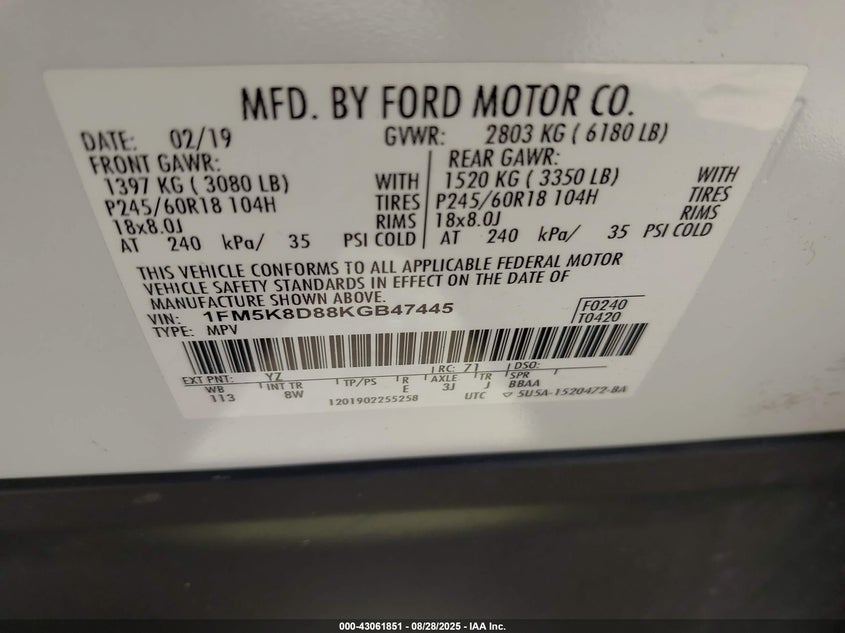 MFD. BY FORD MOTOR CO.
DATE: 02/19 GVWR: 2803 KG ( 6180 LB)
FRONT GAWR: REAR GAWR:
1397 KG ( 3080 LB) WITH 1520 KG ( 3350 LB) WITH
P245/60R18 104H TIRES P245/60R18 104H TIRES
18x8.0J RIMS 18x8.0J RIMS
AT 240 kPa/ 35 PSI COLD AT 240 kPa/ 35 PSI COLD
THIS VEHICLE CONFORMS TO ALL APPLICABLE FEDERAL MOTOR
VEHICLE SAFETY STANDARDS IN EFFECT ON THE DATE OF
MANUFACTURE SHOWN ABOVE.
VIN: 1FM5K8D88KGB47445 F0240
TYPE: MPV T0420
EXT PNT: YZ RC: 71 DSO:
WB INT TR TP/PS R AXLE TR SPR
113 8W E 3J J BBAA
1201902255258 UTC ▽ 5U5A-1520472-BA
000-43061851 | 08/28/2025 - IAA Inc.